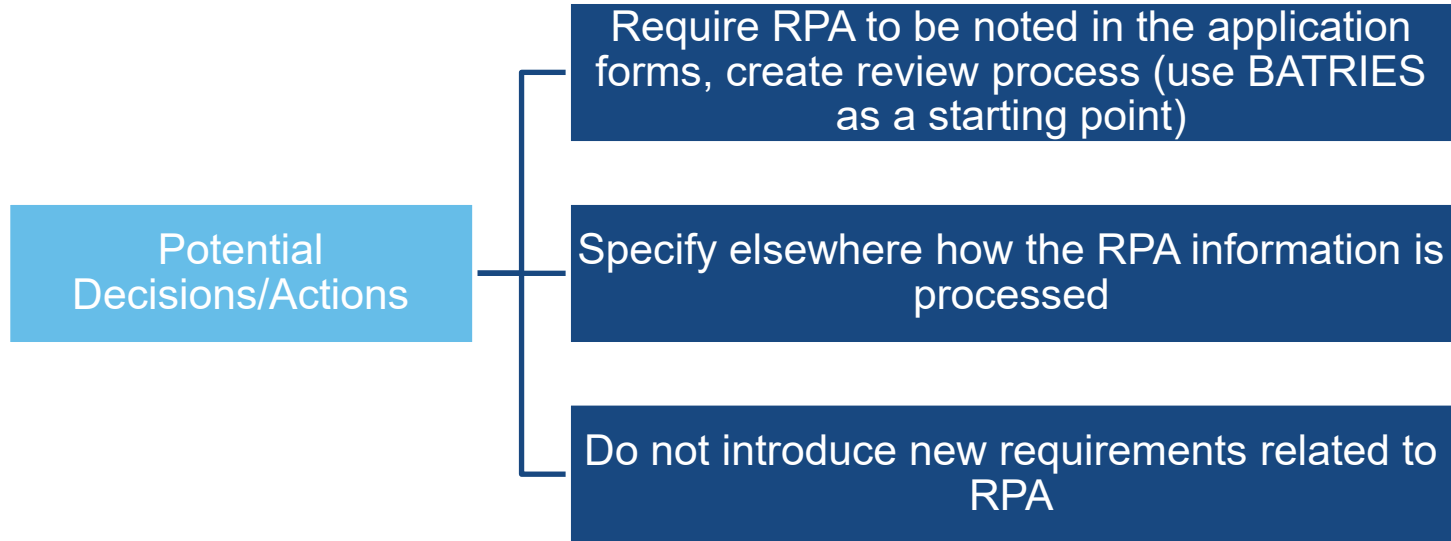 Potential
Decisions/Actions
Require RPA to be noted in the application
forms, create review process (use BATRIES
as a starting point)
Specify elsewhere how the RPA information is
processed
Do not introduce new requirements related to
RPA